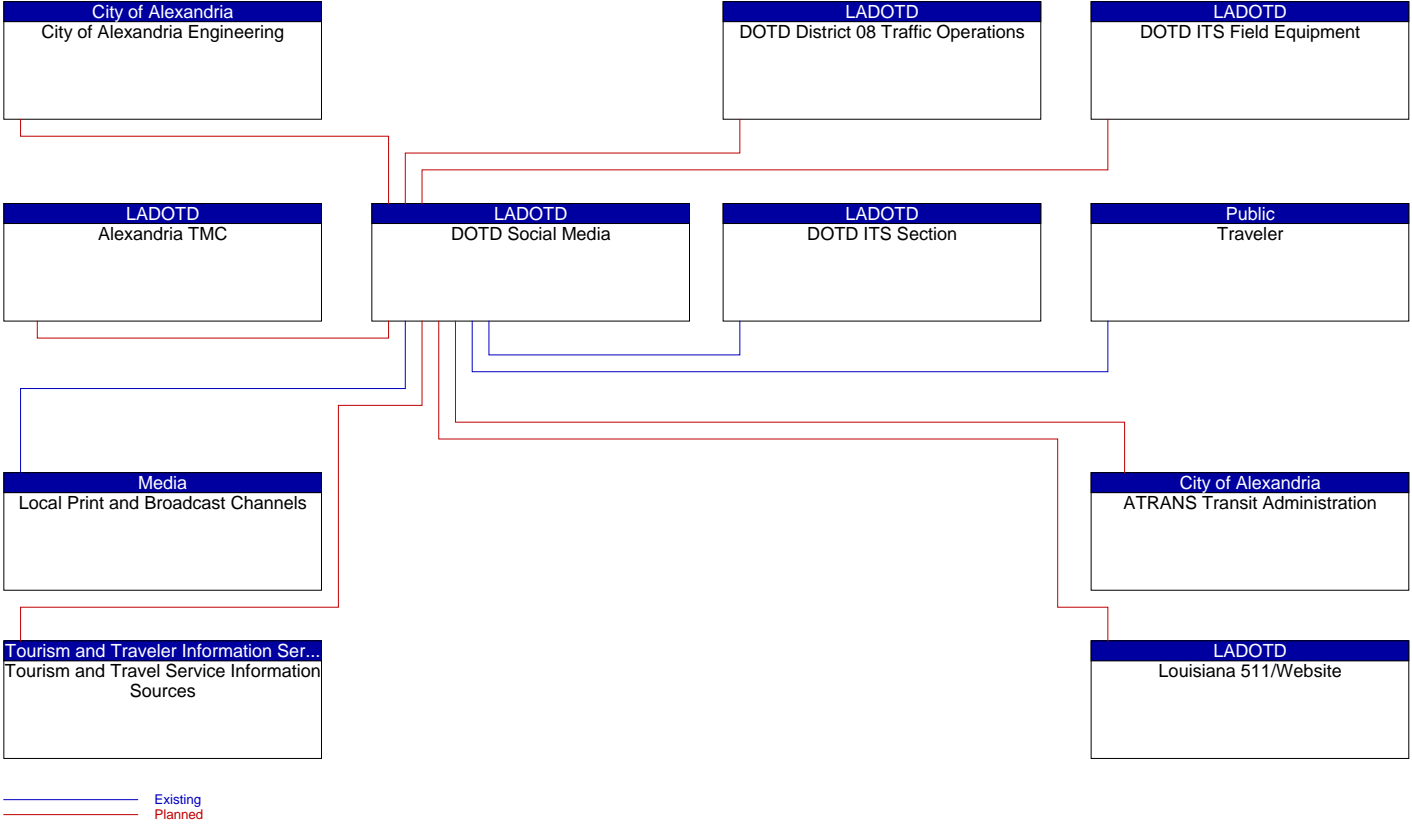 City of Alexandria
City of Alexandria Engineering
LADOTD
DOTD District 08 Traffic Operations
LADOTD
DOTD ITS Field Equipment
LADOTD
Alexandria TMC
LADOTD
DOTD Social Media
LADOTD
DOTD ITS Section
Public
Traveler
Media
Local Print and Broadcast Channels
City of Alexandria
ATRANS Transit Administration
Tourism and Traveler Information Ser...
Tourism and Travel Service Information
Sources
LADOTD
Louisiana 511/Website
Existing
Planned